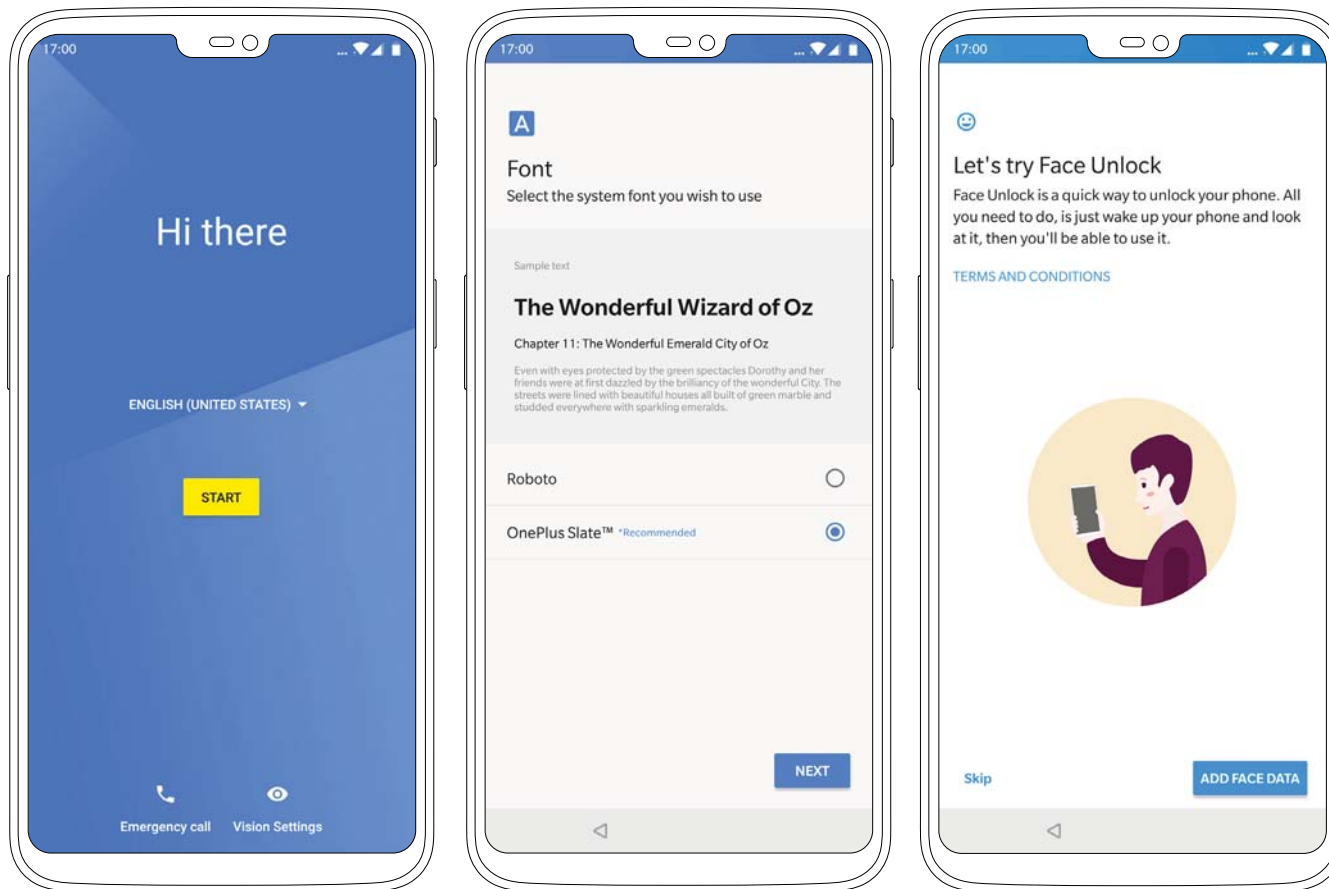 17:00
Hi there
ENGLISH (UNITED STATES)
START
Emergency call Vision Settings
17:00
A
Font
Select the system font you wish to use
Sample text
The Wonderful Wizard of Oz
Chapter 11: The Wonderful Emerald City of Oz
Even with eyes protected by the green spectacles Dorothy and her
friends were at first dazzled by the brilliancy of the wonderful City. The
streets were lined with beautiful houses all built of green marble and
studded everywhere with sparkling emeralds.
Roboto
OnePlus Slate™ *Recommended
NEXT
17:00
Let's try Face Unlock
Face Unlock is a quick way to unlock your phone. All
you need to do, is just wake up your phone and look
at it, then you'll be able to use it.
TERMS AND CONDITIONS
Skip ADD FACE DATA